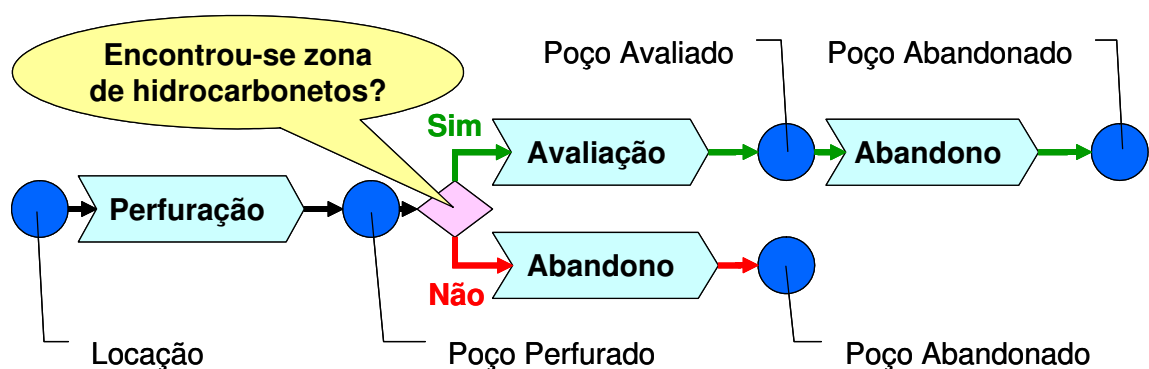 Encontrou-se zona
de hidrocarbonetos?
Poço Avaliado
Poço Abandonado
Sim
Avaliação
Abandono
Perfuração
Abandono
Não
Locação
Poço Perfurado
Poço Abandonado